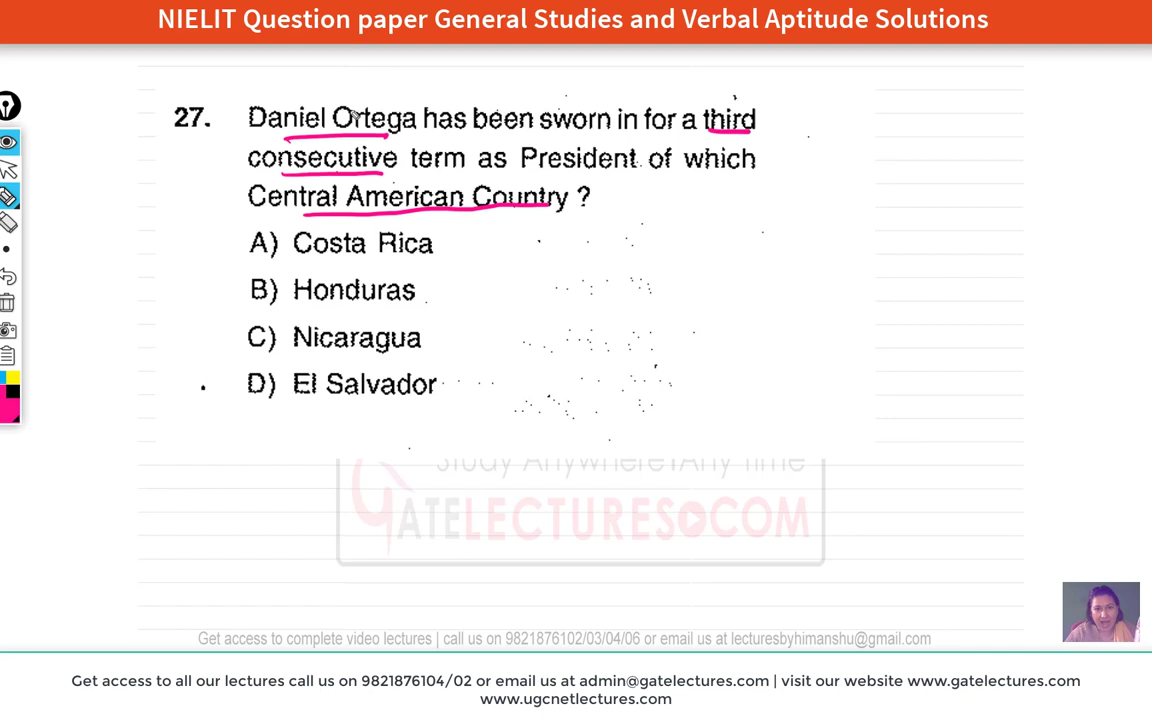 NIELIT Question paper General Studies and Verbal Aptitude Solutions
27. Daniel Ortega has been sworn in for a third
consecutive term as President of which
Central American Country ?
A) Costa Rica
B) Honduras
C) Nicaragua
D) El Salvador
Study Anywhere Any Time
GATELECTURES.COM
Get access to complete video lectures | call us on 9821876102/03/04/06 or email us at lecturesbyhimanshu@gmail.com
Get access to all our lectures call us on 9821876104/02 or email us at admin@gatelectures.com | visit our website www.gatelectures.com
www.ugcnetlectures.com